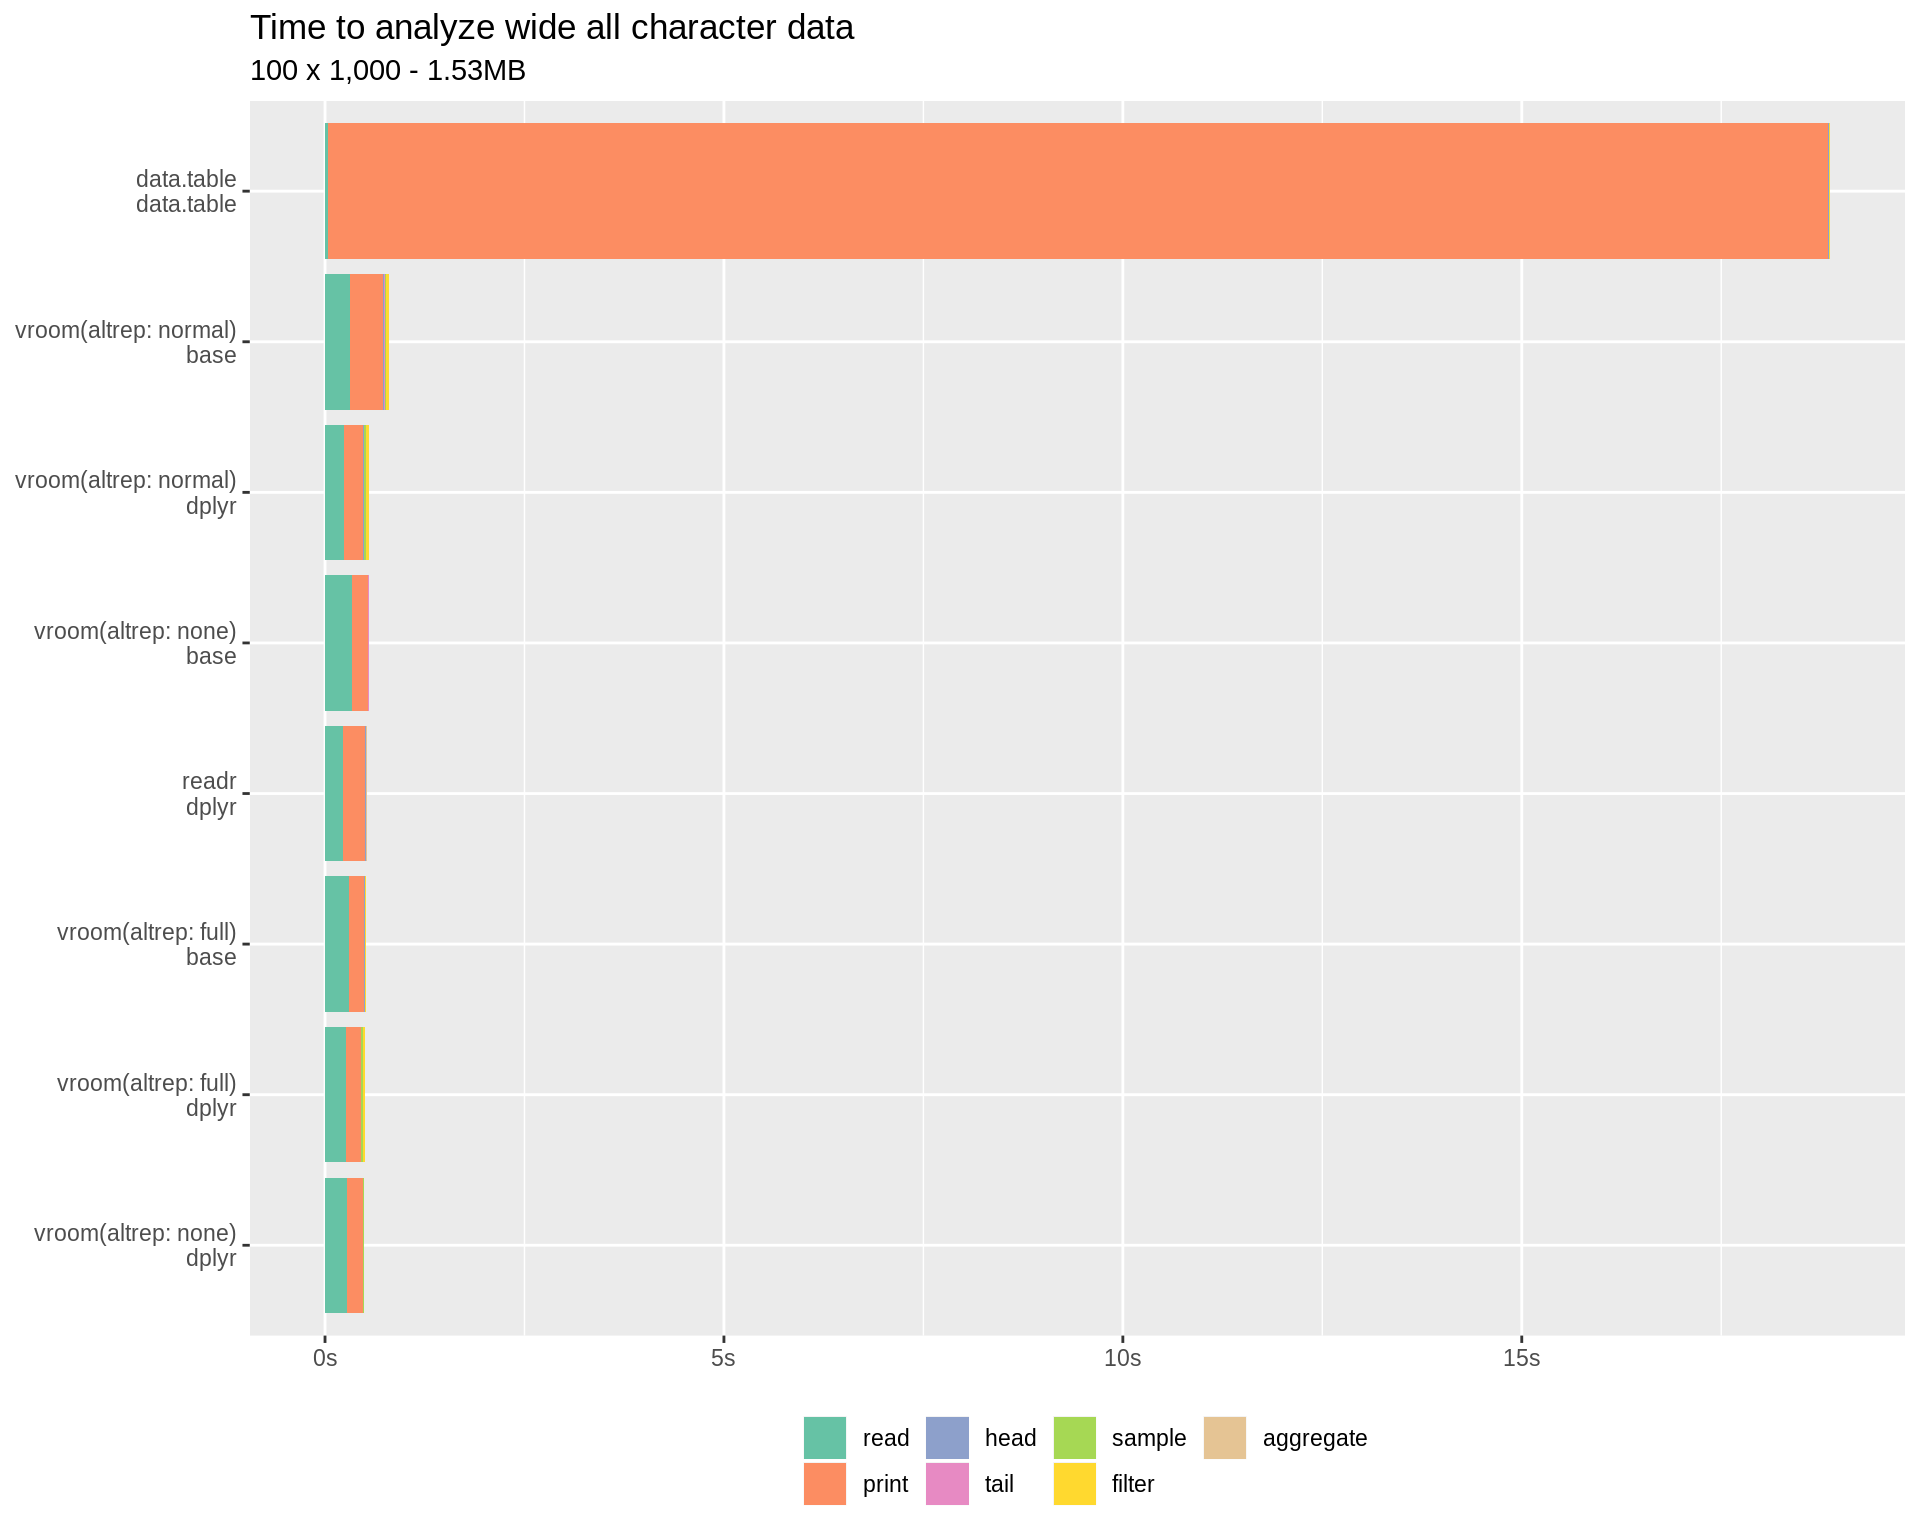 Time to analyze wide all character data
100 x 1,000 - 1.53MB
data.table
data.table
vroom(altrep: normal)
base
vroom(altrep: normal)
dplyr
vroom(altrep: none)
base
readr
dplyr
vroom(altrep: full)
base
vroom(altrep: full)
dplyr
vroom(altrep: none)
dplyr
0s 5s 10s 15s
read head sample aggregate
print tail filter